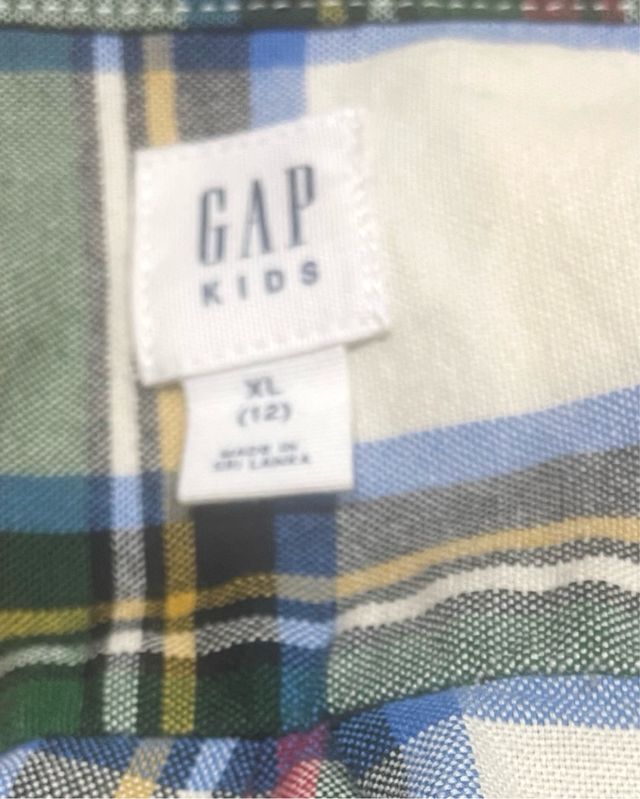 GAP
KIDS
XL
(12)
MADE IN
SRI LANKA